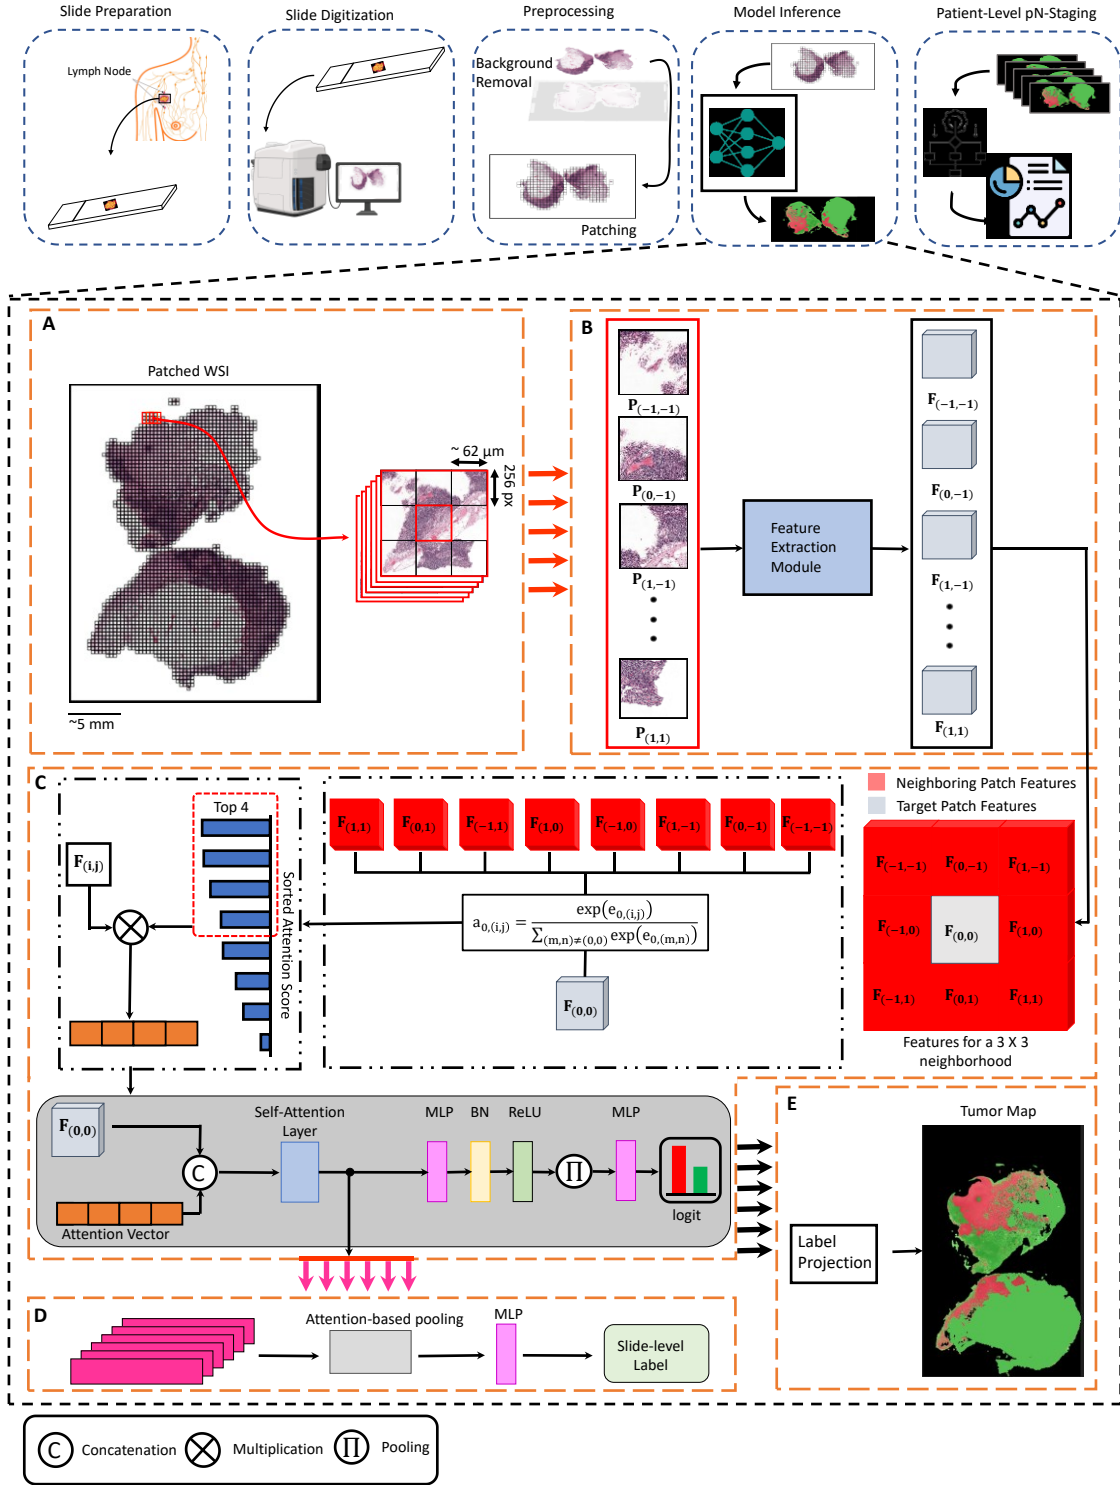 Slide Preparation
Slide Digitization
Preprocessing
Model Inference
Patient-Level pN-Staging
Lymph Node
Background
Removal
Patching
A
Patched WSI
~ 62 µm
256 px
~5 mm
B
P(−1,−1)
P(0,−1)
P(1,−1)
P(1,1)
Feature
Extraction
Module
F(−1,−1)
F(0,−1)
F(1,−1)
F(1,1)
C
Top 4
F(i,j)
Sorted Attention Score
F(1,1)
F(0,1)
F(−1,1)
F(1,0)
F(−1,0)
F(1,−1)
F(0,−1)
F(−1,−1)
a0,(i,j) = exp(e0,(i,j)) / ∑(m,n)≠(0,0) exp(e0,(m,n))
F(0,0)
Neighboring Patch Features
Target Patch Features
F(−1,−1)
F(0,−1)
F(1,−1)
F(−1,0)
F(0,0)
F(1,0)
F(−1,1)
F(0,1)
F(1,1)
Features for a 3 X 3
neighborhood
F(0,0)
C
Attention Vector
Self-Attention
Layer
MLP
BN
ReLU
Π
MLP
logit
D
Attention-based pooling
MLP
Slide-level
Label
E
Tumor Map
Label
Projection
C Concatenation
Multiplication
Π Pooling